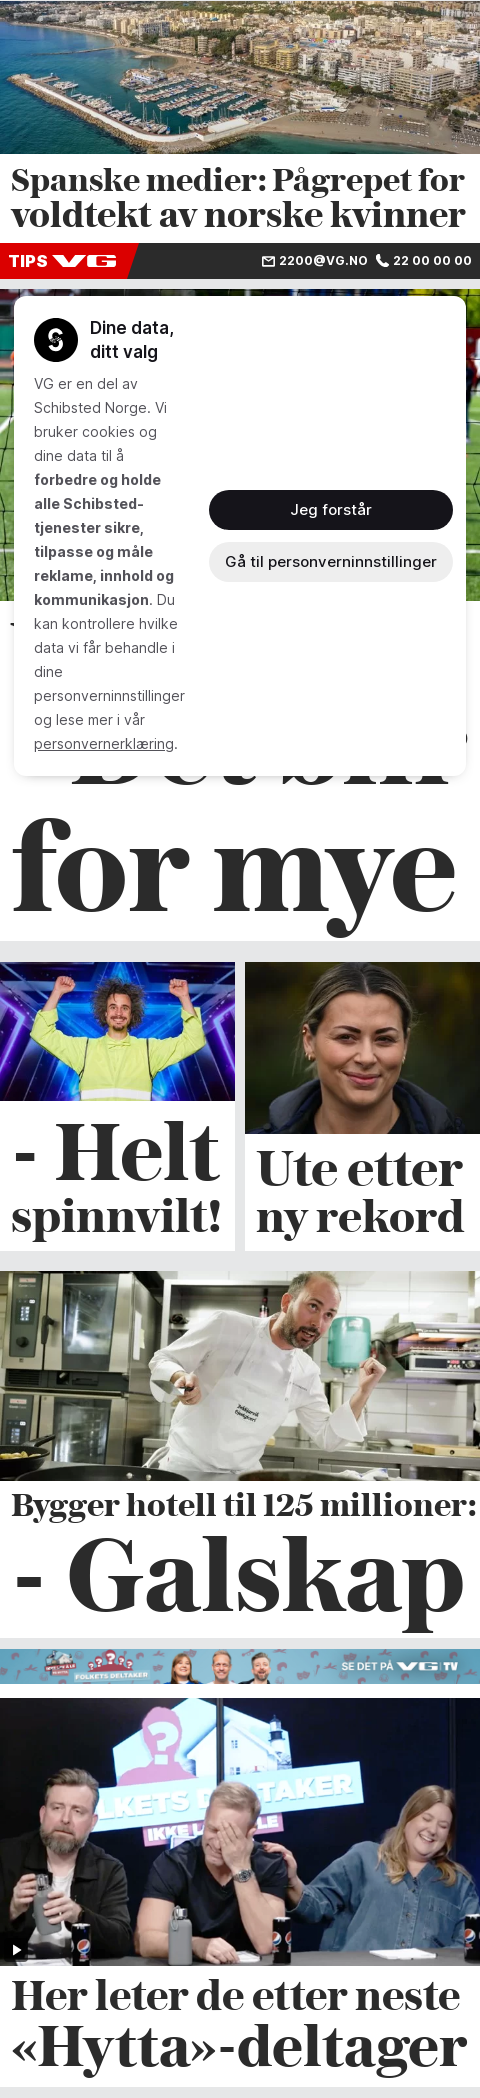 Spanske medier: Pågrepet for
voldtekt av norske kvinner
TIPS VG
2200@VG.NO 22 00 00 00
Dine data,
ditt valg
VG er en del av
Schibsted Norge. Vi
bruker cookies og
dine data til å
forbedre og holde
alle Schibsted-
tjenester sikre,
tilpasse og måle
reklame, innhold og
kommunikasjon. Du
kan kontrollere hvilke
data vi får behandle i
dine
personverninnstillinger
og lese mer i vår
personvernerklæring.
Jeg forstår
Gå til personverninnstillinger
for mye
- Helt
spinnvilt!
Ute etter
ny rekord
Bygger hotell til 125 millioner:
- Galskap
FOLKETS DELTAKER
SE DET PÅ VG TV
Her leter de etter neste
«Hytta»-deltager